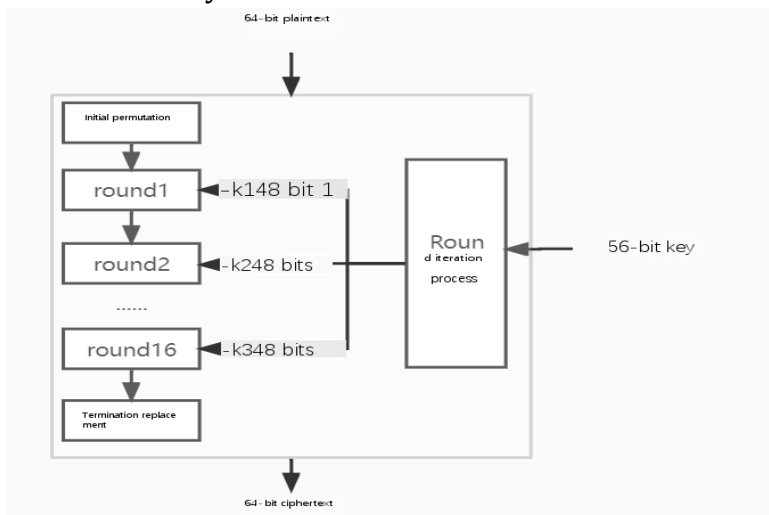 64-bit plaintext
Initial permutation
round1
-k148 bit 1
round2
-k248 bits
......
round16
-k348 bits
Termination replace
ment
Roun
d iteration
process
56-bit key
64-bit ciphertext